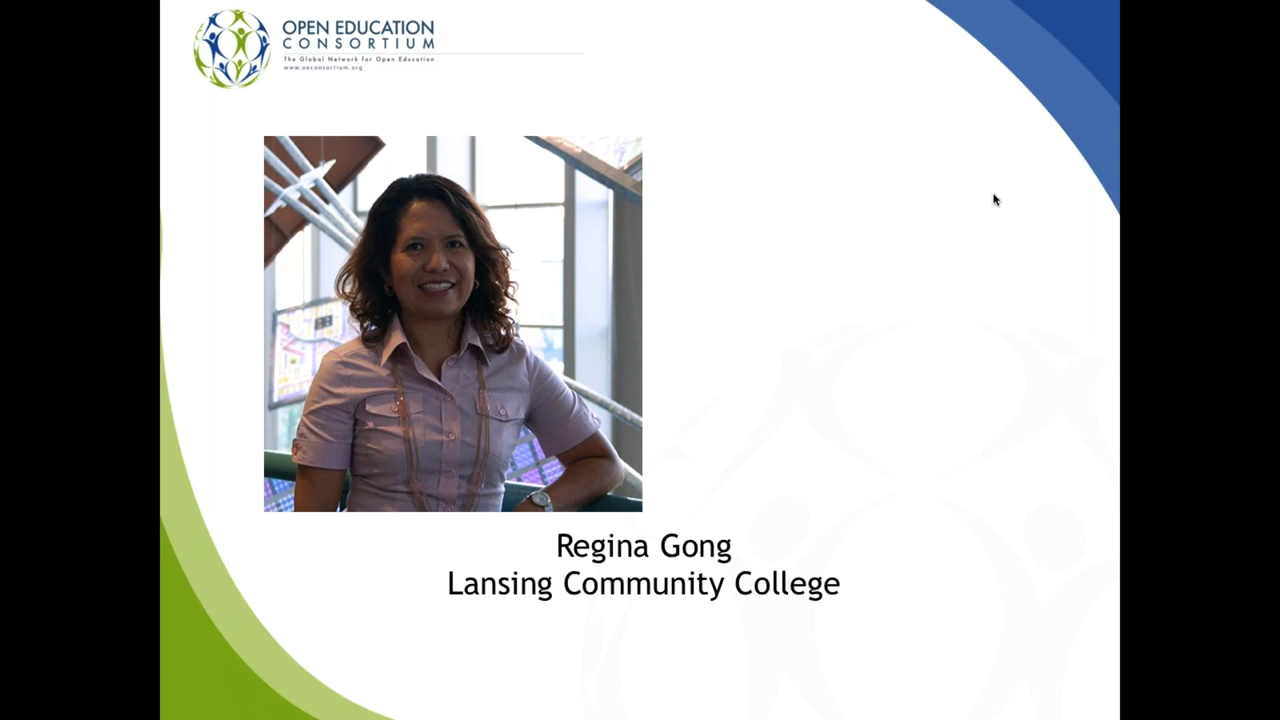 OPEN EDUCATION
CONSORTIUM
The Global Network for Open Education
www.oeconsortium.org
Regina Gong
Lansing Community College